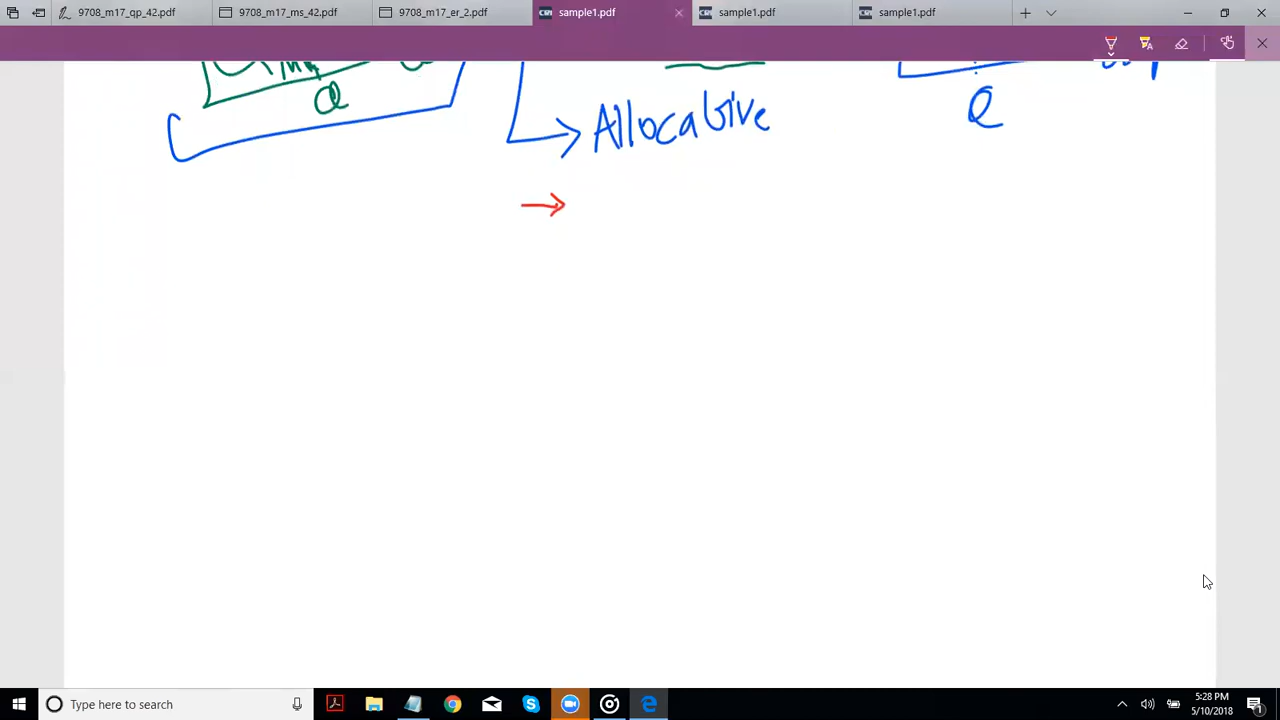 9708_m17_qp_42.pdf 9708_m17_ms_42.pdf 9708_m17_er_2.pdf sample1.pdf sample1.pdf sample1.pdf
Q
Q
Allocative
Type here to search
5:28 PM
5/10/2018